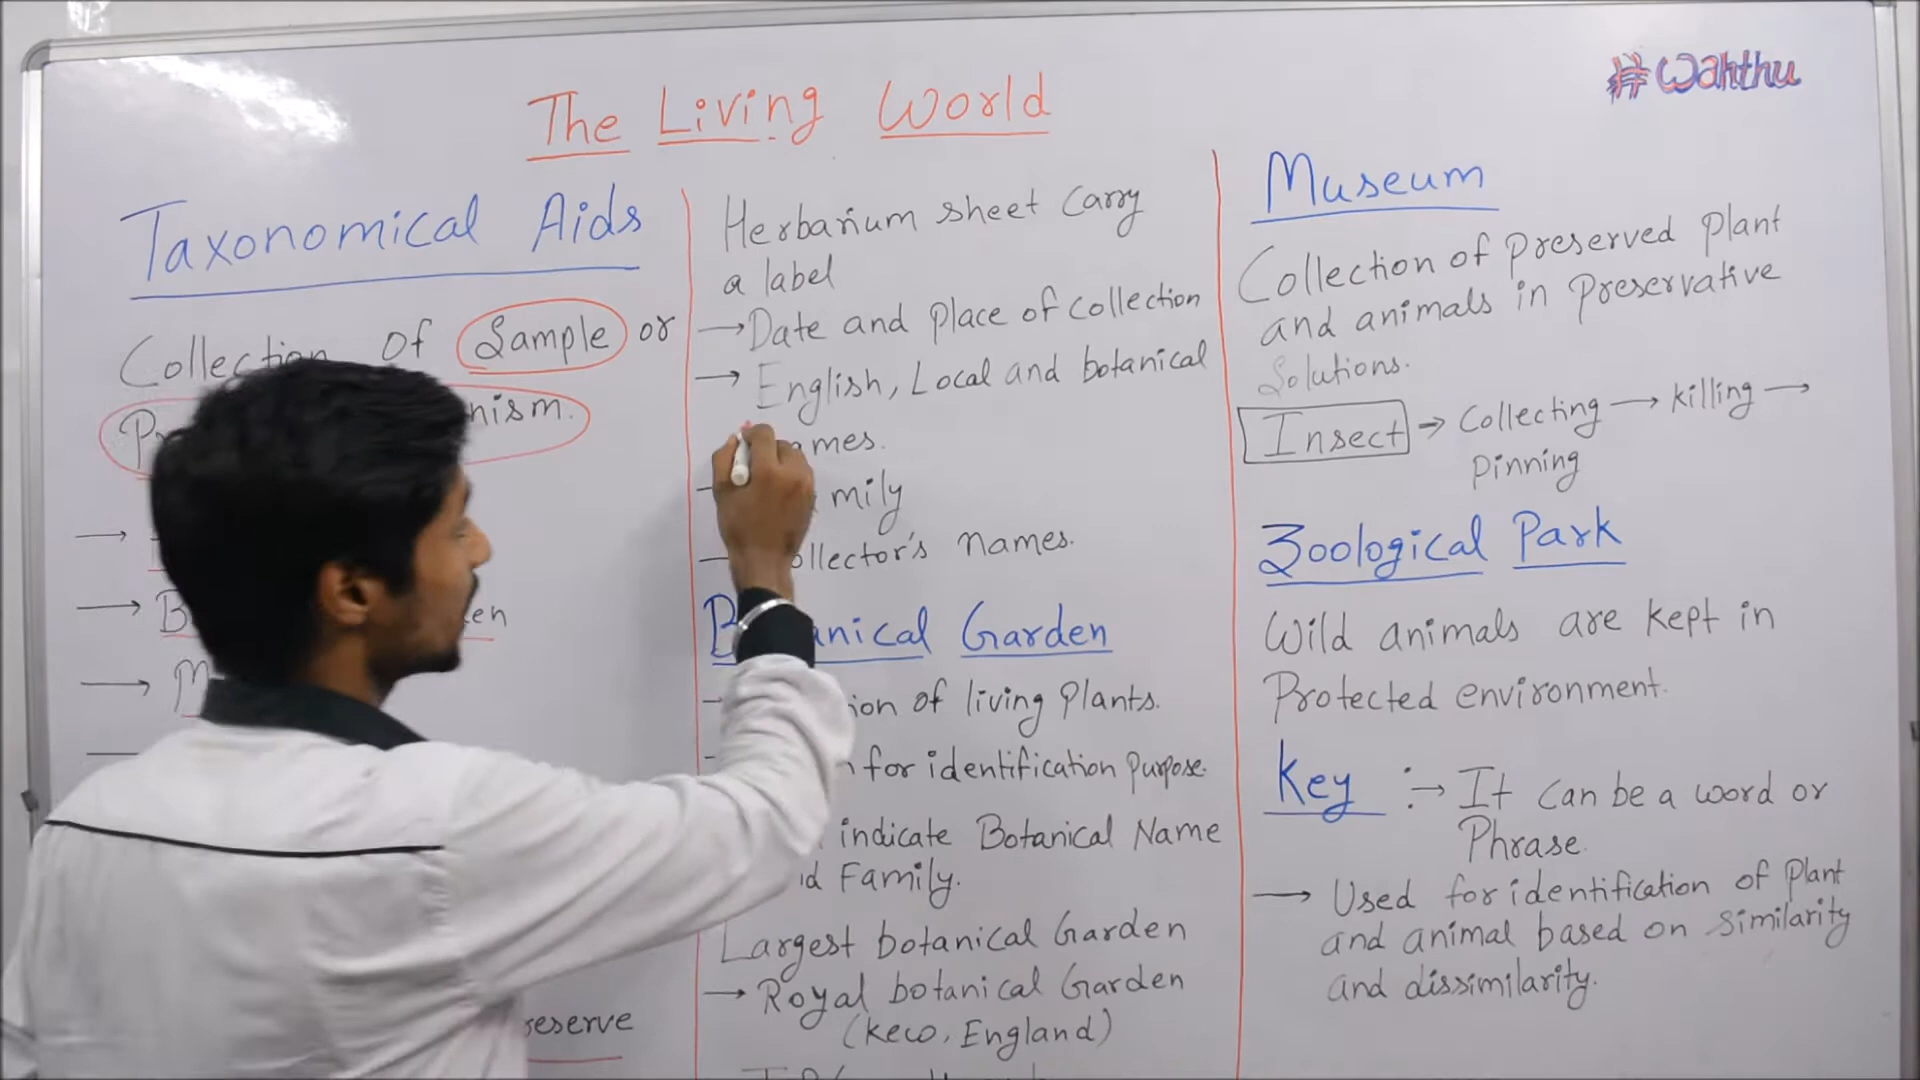 The Living World
#wahthu
Taxonomical Aids
Collection of Sample or
nism.
→
→ B en
→ M
reserve
Herbarium sheet carry
a label
→ Date and place of collection
→ English, Local and botanical
ames.
mily
ollector's names.
B nical Garden
ion of living plants.
for identification purpose.
indicate Botanical Name
Family.
Largest botanical Garden
→ Royal botanical Garden
(Kew, England)
Museum
Collection of preserved plant
and animals in preservative
Solutions.
Insect → Collecting → killing →
pinning
Zoological Park
Wild animals are kept in
Protected environment.
Key :→ It can be a word or
Phrase.
→ Used for identification of plant
and animal based on similarity
and dissimilarity.